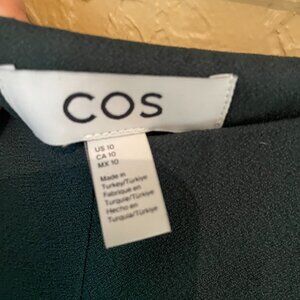 COS
US 10
CA 10
MX 10
Made in
Turkey/Türkiye
Fabriqué en
Turquie/Türkiye
Hecho en
Turquía/Türkiye